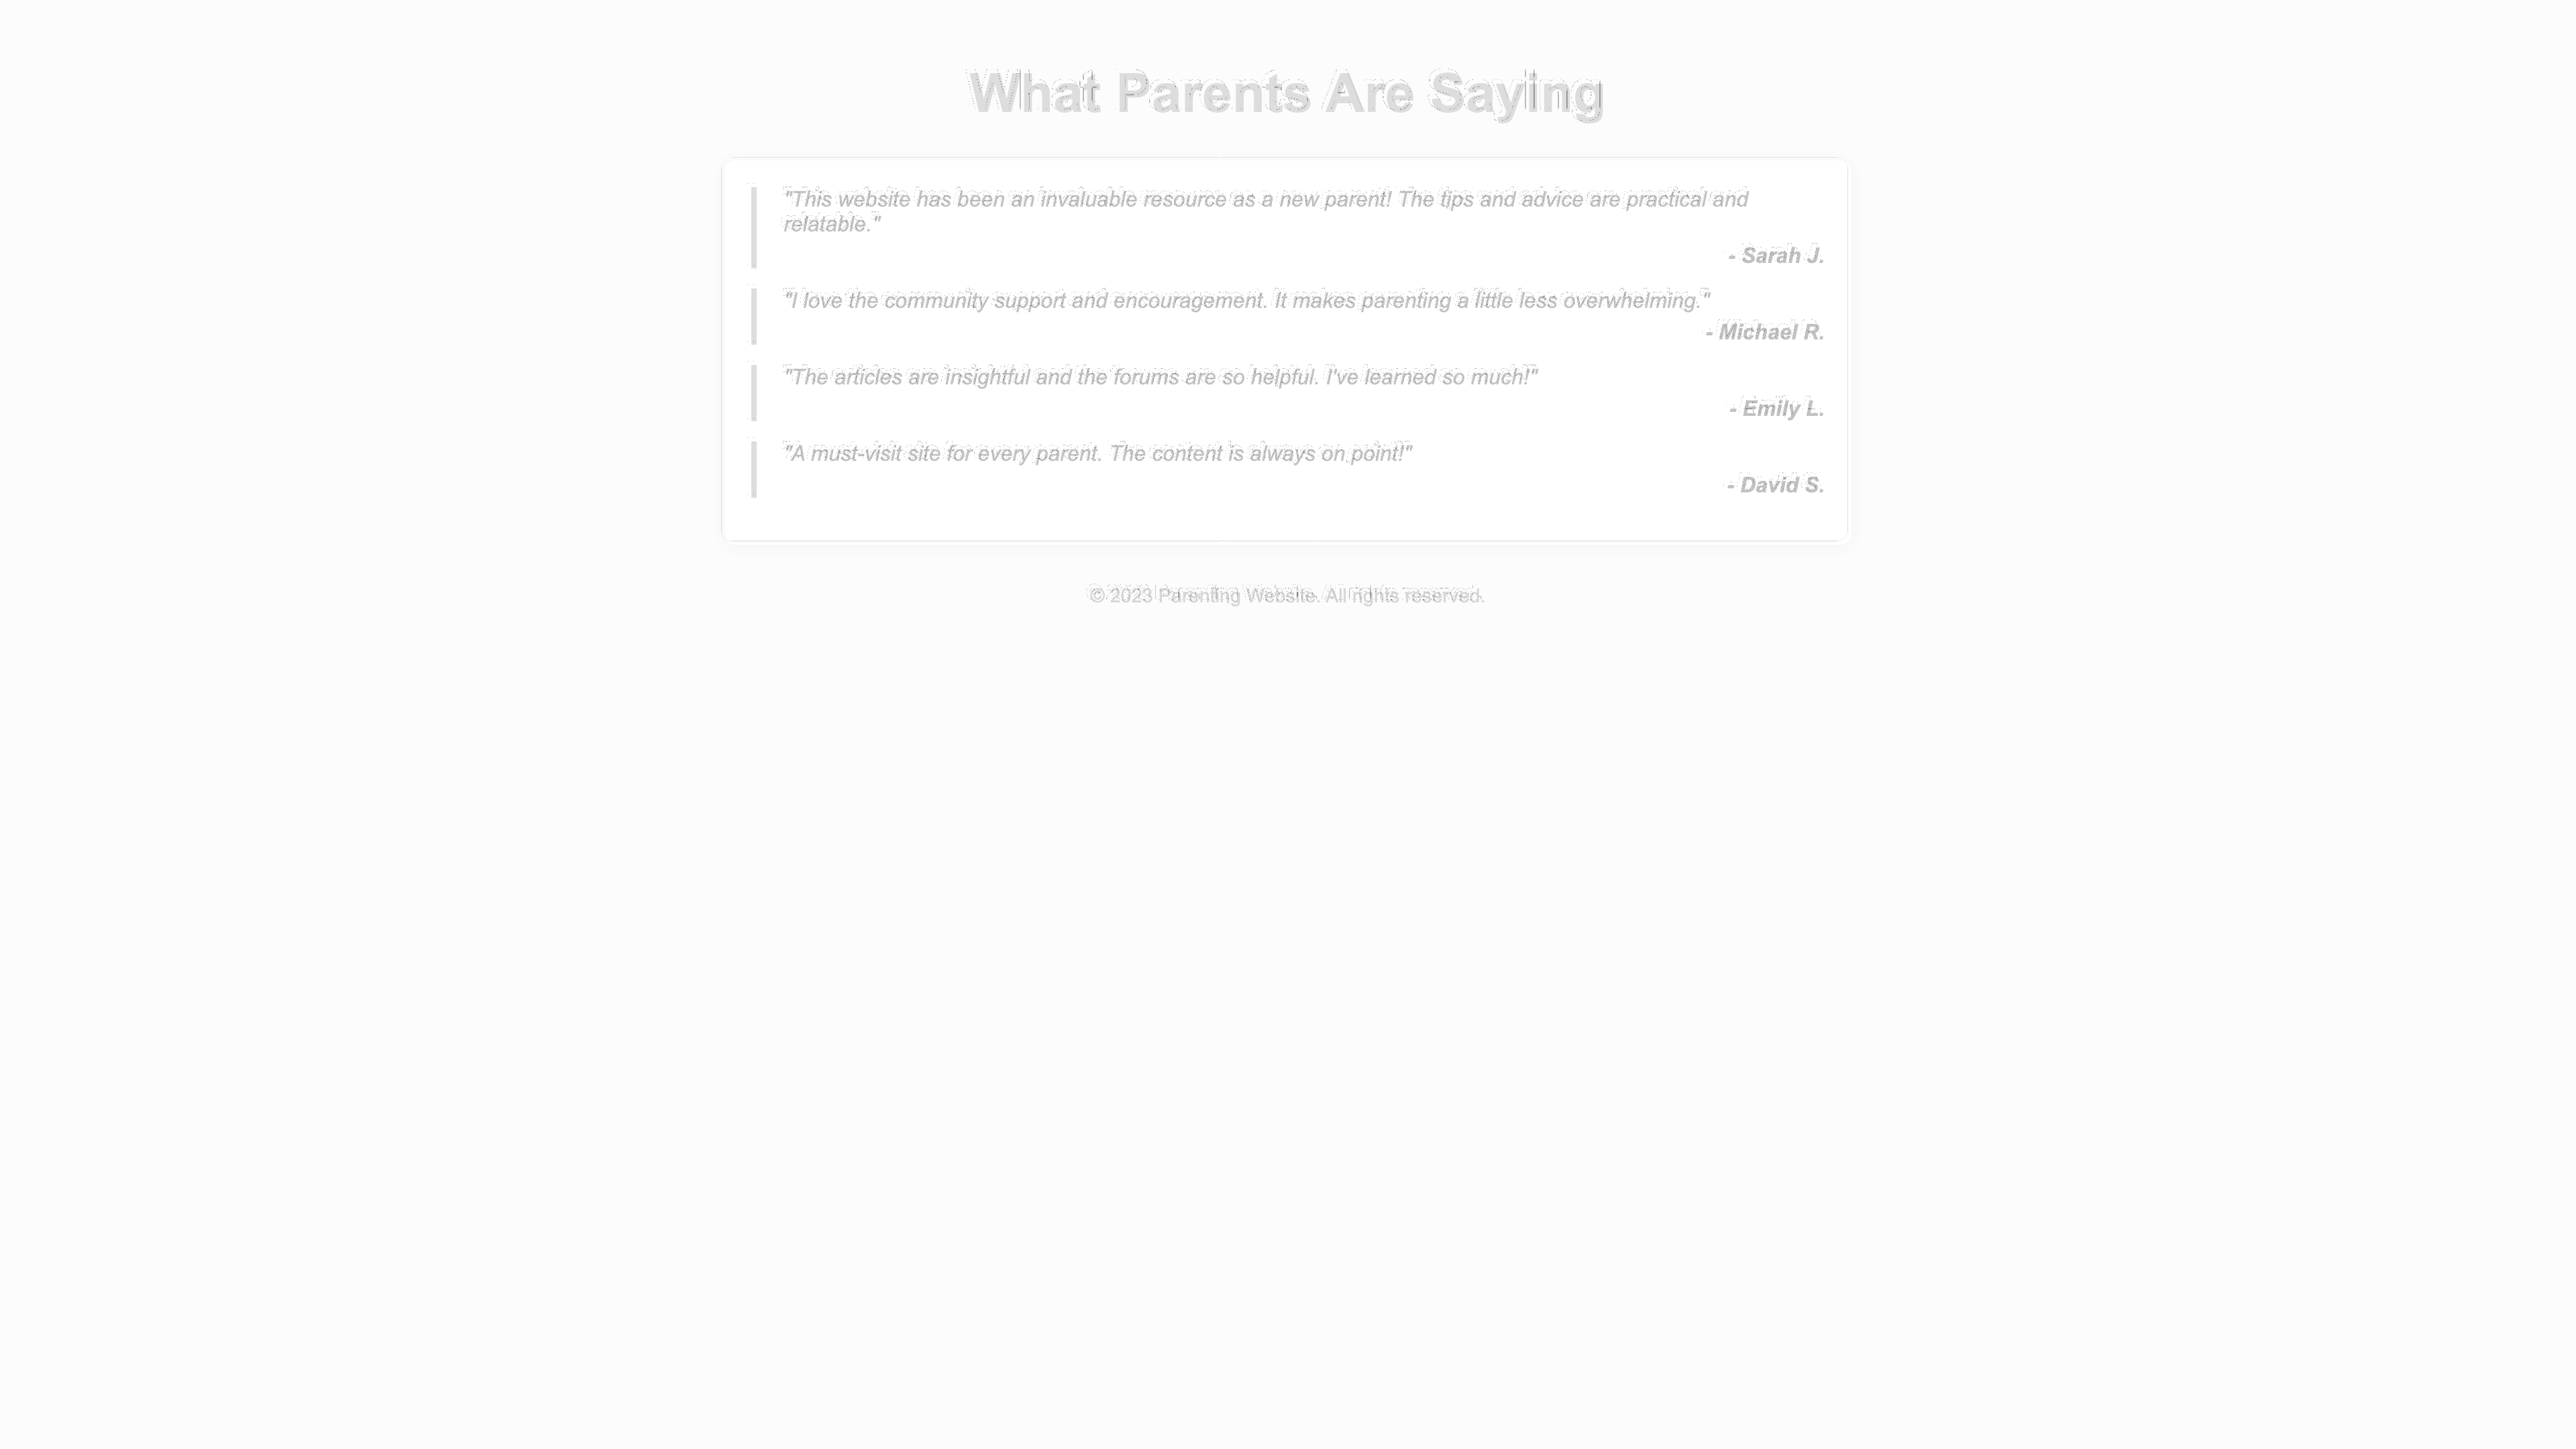 What Parents Are Saying
"This website has been an invaluable resource as a new parent! The tips and advice are practical and
relatable."
- Sarah J.
"I love the community support and encouragement. It makes parenting a little less overwhelming."
- Michael R.
"The articles are insightful and the forums are so helpful. I've learned so much!"
- Emily L.
"A must-visit site for every parent. The content is always on point!"
- David S.
© 2023 Parenting Website. All rights reserved.